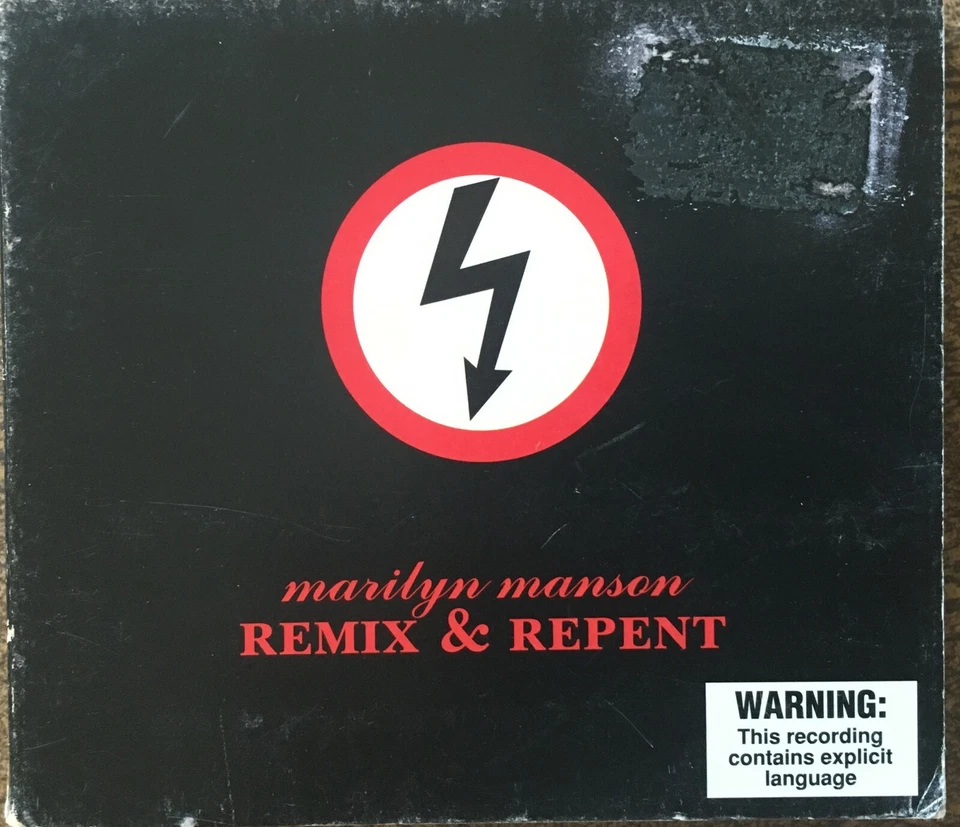 marilyn manson
REMIX & REPENT
WARNING:
This recording
contains explicit
language